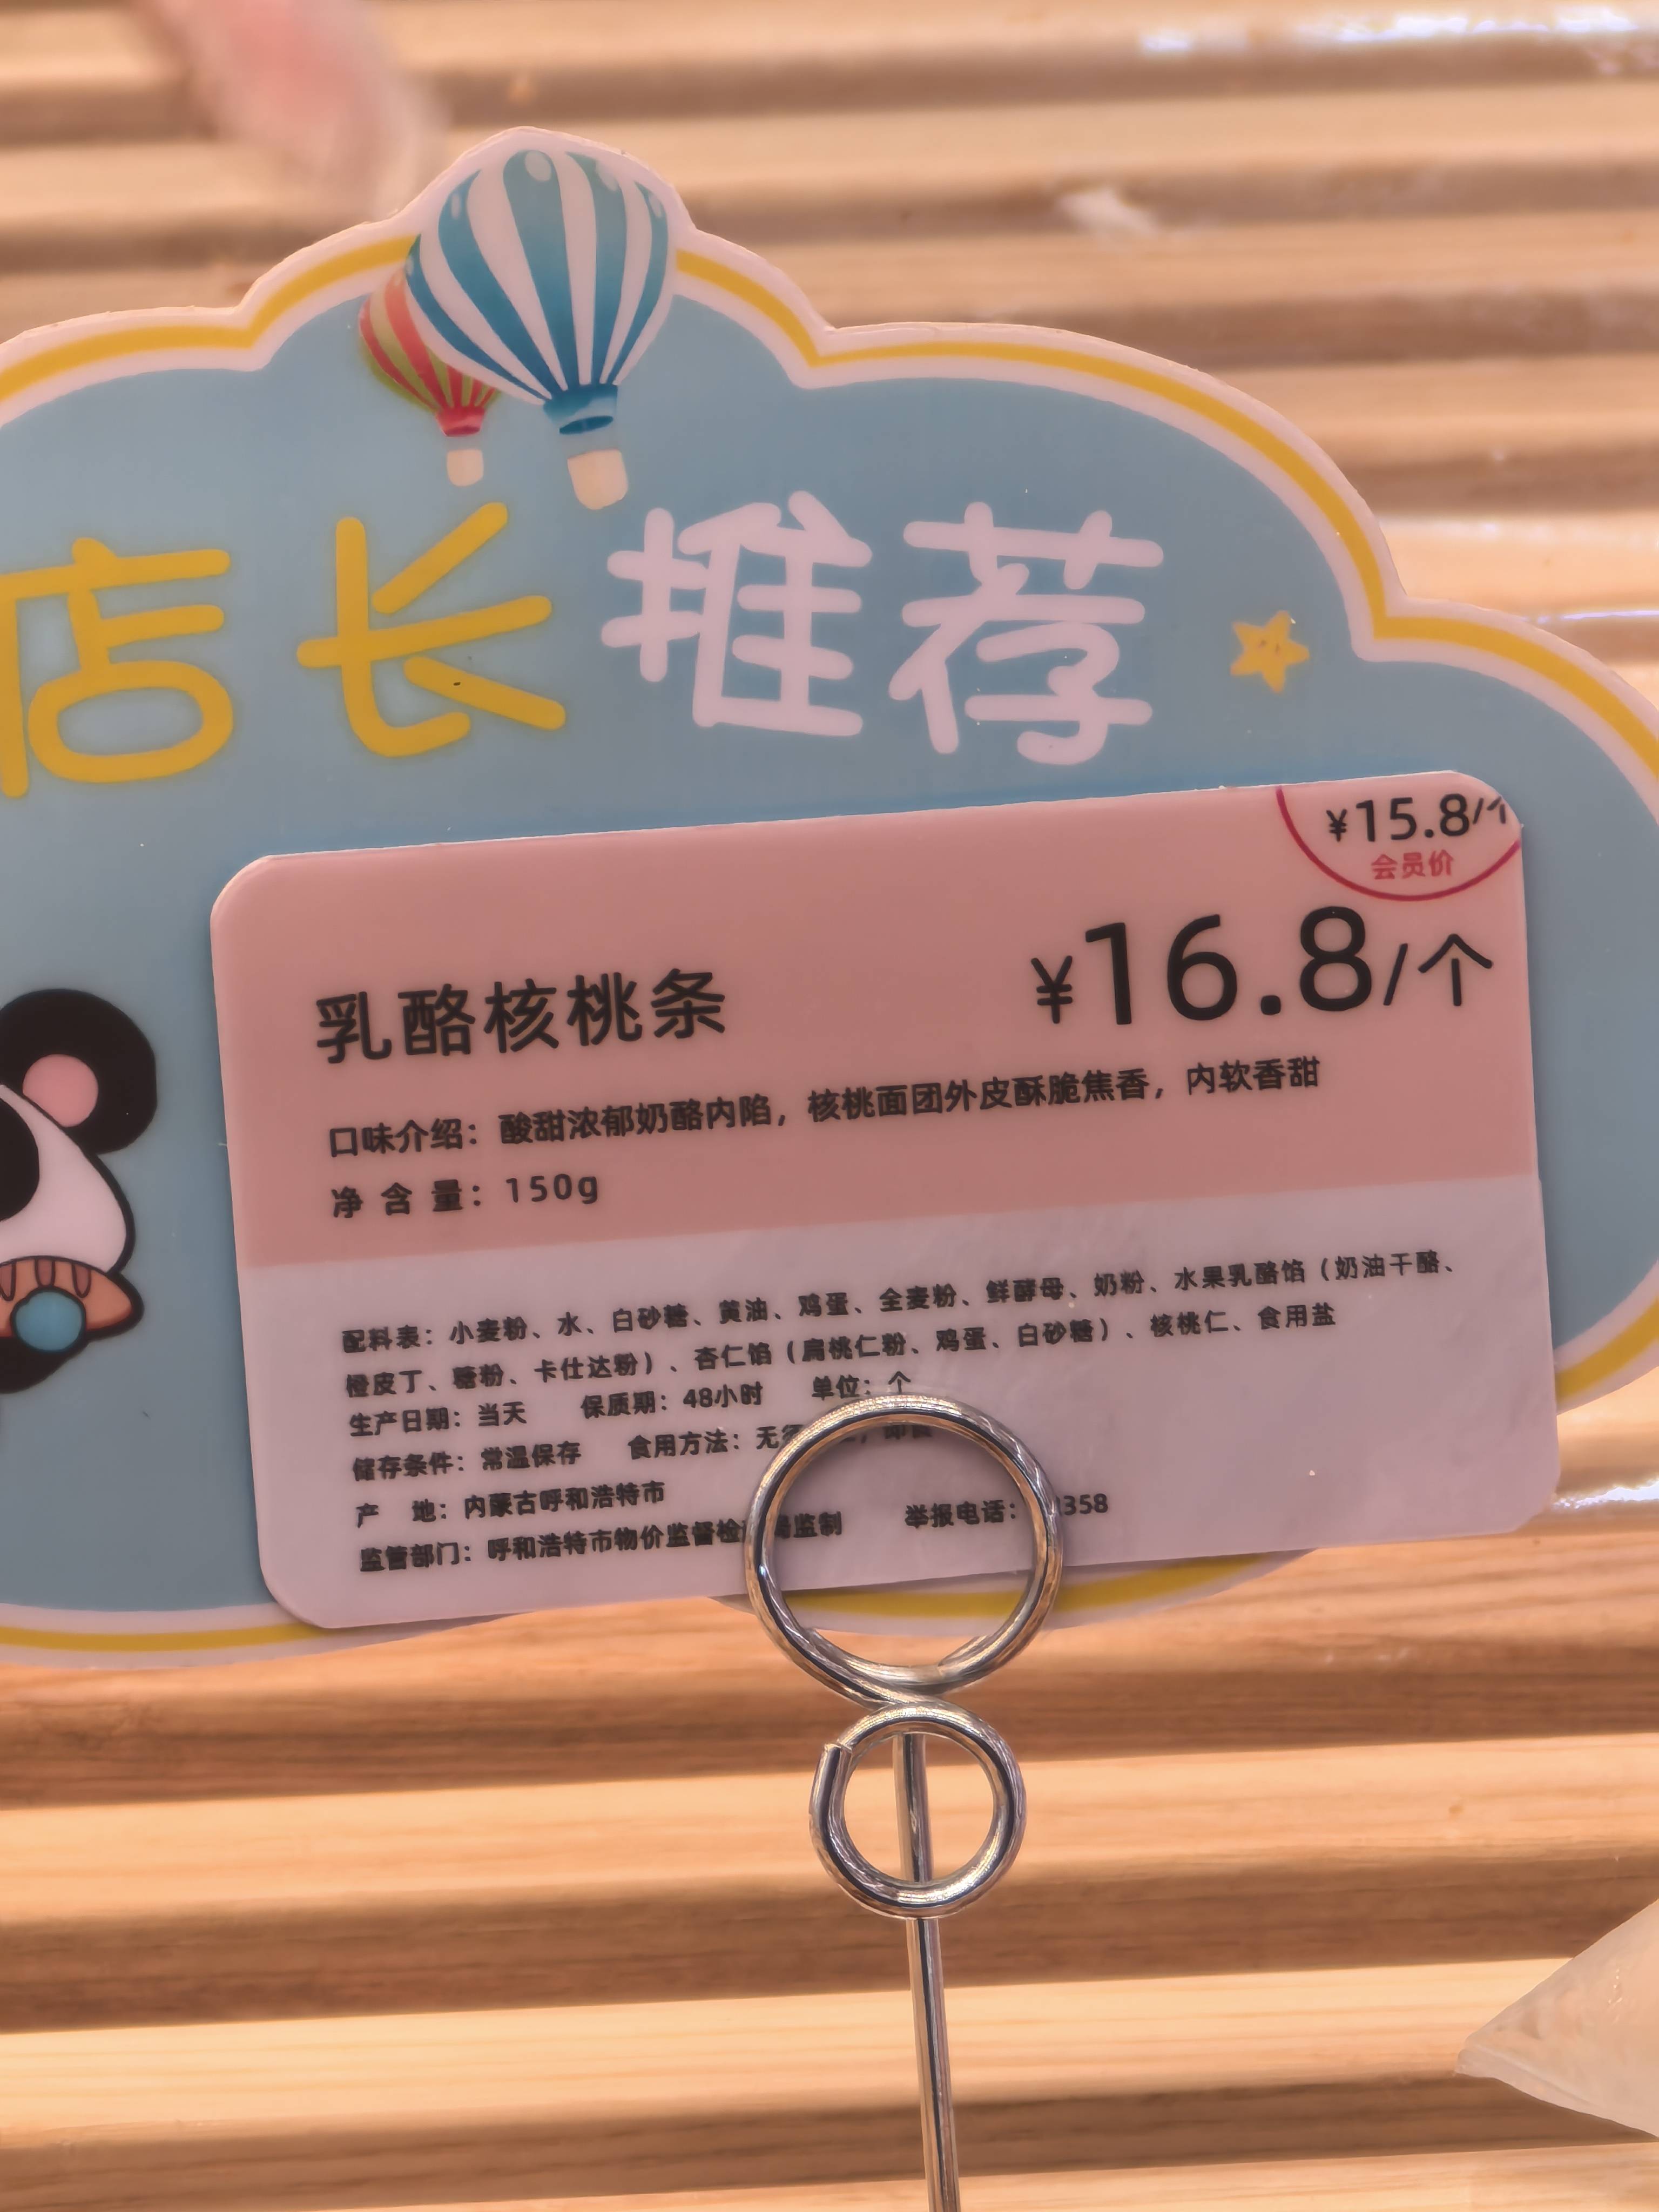 店长推荐
¥15.8/个
会员价
¥16.8/个
乳酪核桃条
口味介绍：酸甜浓郁奶酪内陷，核桃面团外皮酥脆焦香，内软香甜
净含量：150g
配料表：小麦粉、水、白砂糖、黄油、鸡蛋、全麦粉、鲜酵母、奶粉、水果乳酪馅（奶油干酪、
橙皮丁、糖粉、卡仕达粉）、杏仁馅（扁桃仁粉、鸡蛋、白砂糖）、核桃仁、食用盐
生产日期：当天 保质期：48小时 单位：个
储存条件：常温保存 食用方法：无
产 地：内蒙古呼和浩特市
监管部门：呼和浩特市物价监督检 监制 举报电话： 358